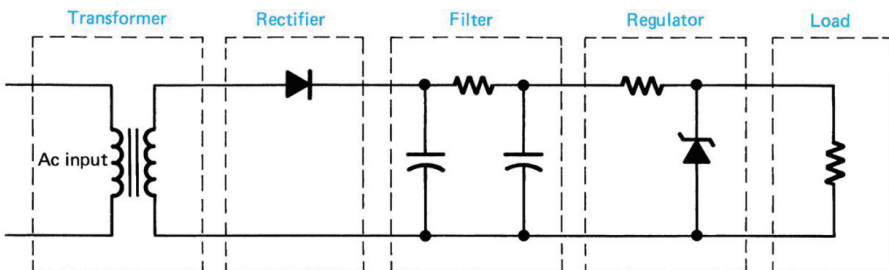 Transformer
Rectifier
Filter
Regulator
Load
Ac input